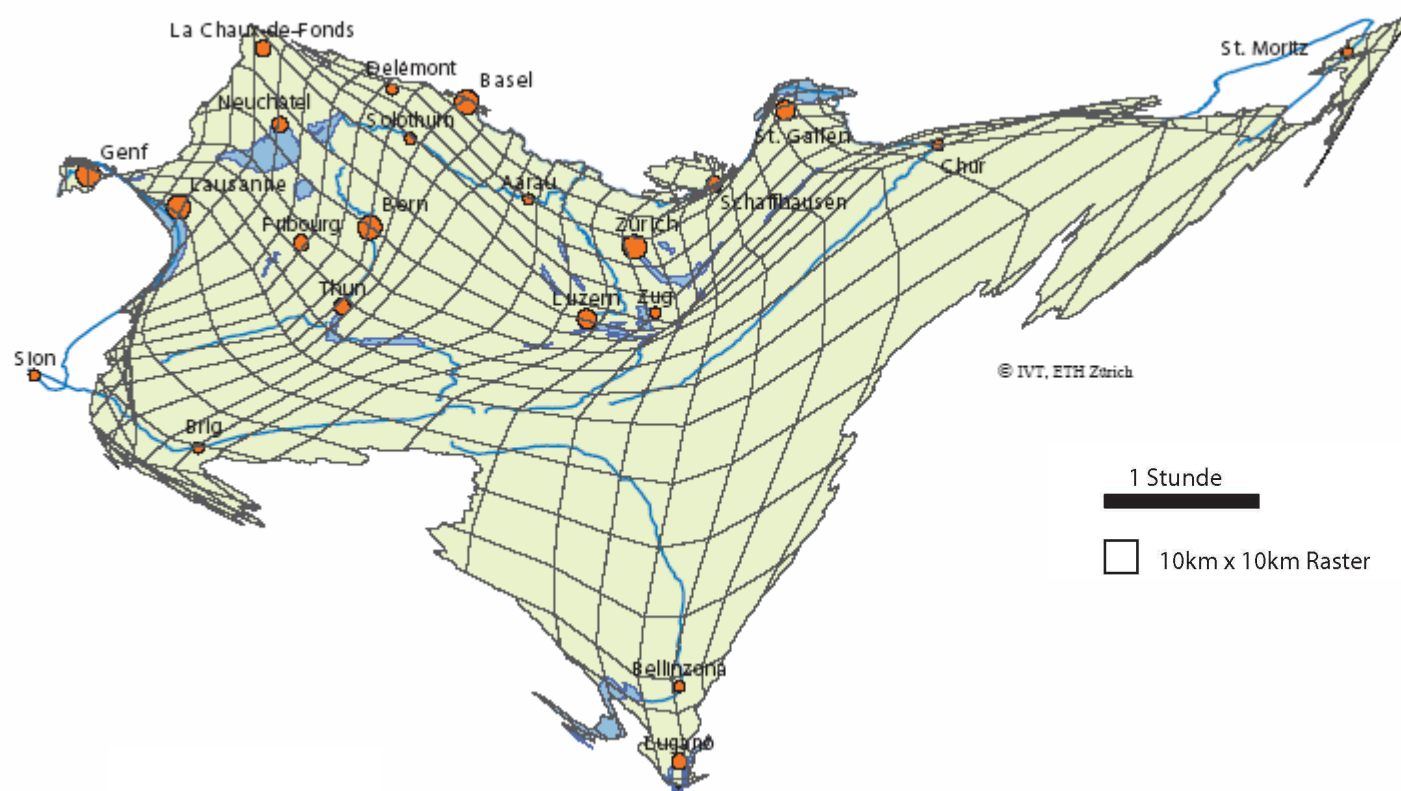 La Chaux-de-Fonds
St. Moritz
Delémont
Basel
Neuchâtel
Solothurn
St. Gallen
Genf
Chur
Lausanne
Aarau
Schaffhausen
Bern
Fribourg
Zürich
Thun
Luzern
Zug
Sion
© IVT, ETH Zürich
Brig
1 Stunde
10km x 10km Raster
Bellinzona
Lugano